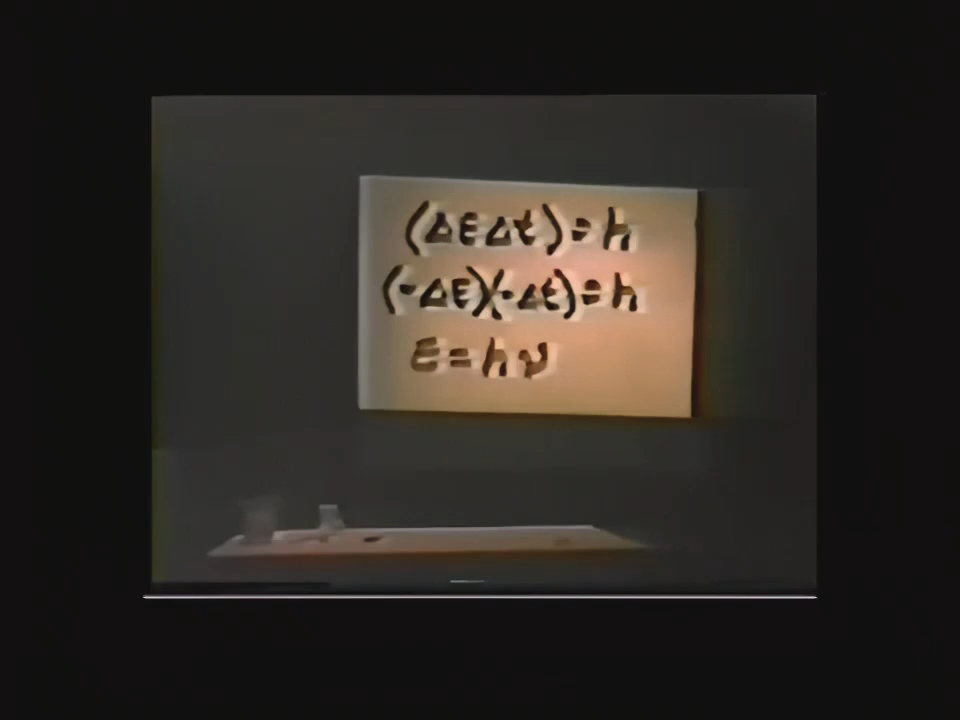 (ΔEΔt) = h
(-ΔE)(-Δt) = h
E = hν